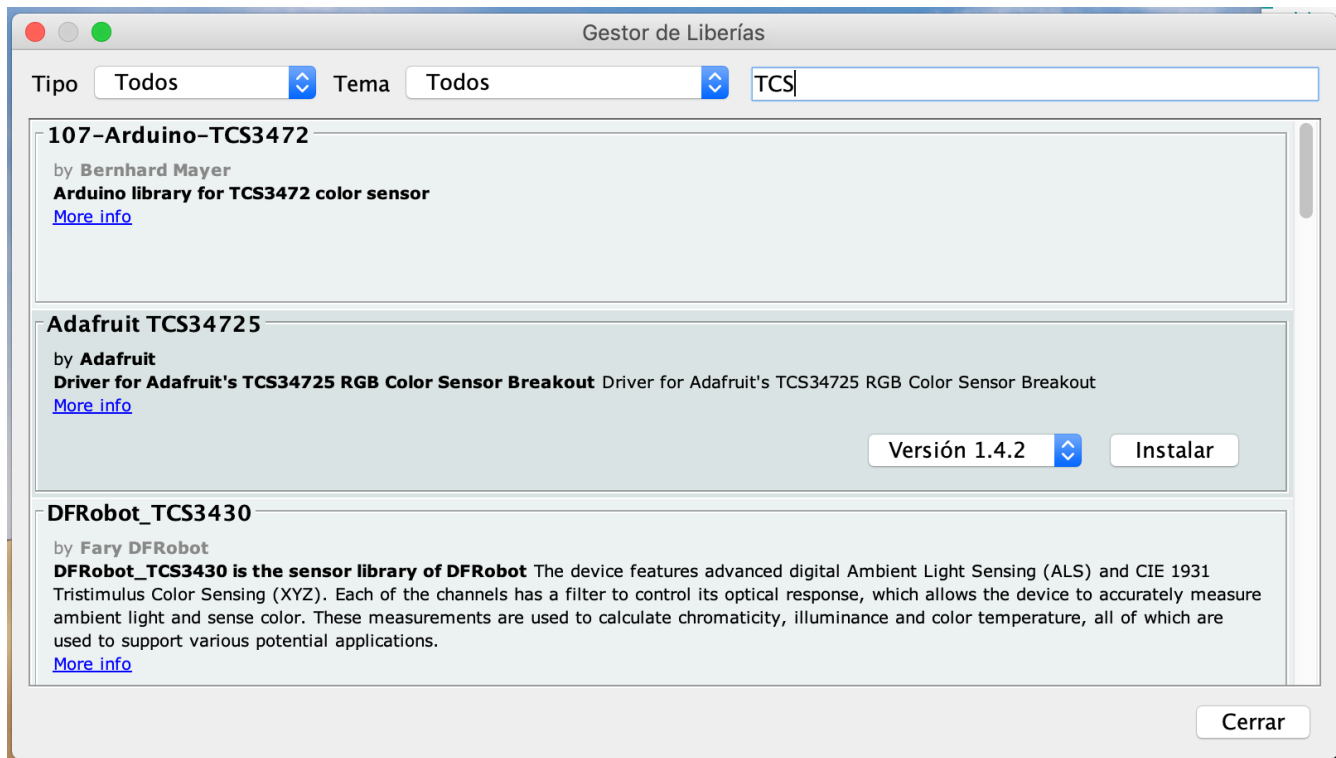 Gestor de Liberías
Tipo Todos Tema Todos TCS
107-Arduino-TCS3472
by Bernhard Mayer
Arduino library for TCS3472 color sensor
More info
Adafruit TCS34725
by Adafruit
Driver for Adafruit's TCS34725 RGB Color Sensor Breakout Driver for Adafruit's TCS34725 RGB Color Sensor Breakout
More info
Versión 1.4.2 Instalar
DFRobot_TCS3430
by Fary DFRobot
DFRobot_TCS3430 is the sensor library of DFRobot The device features advanced digital Ambient Light Sensing (ALS) and CIE 1931
Tristimulus Color Sensing (XYZ). Each of the channels has a filter to control its optical response, which allows the device to accurately measure
ambient light and sense color. These measurements are used to calculate chromaticity, illuminance and color temperature, all of which are
used to support various potential applications.
More info
Cerrar